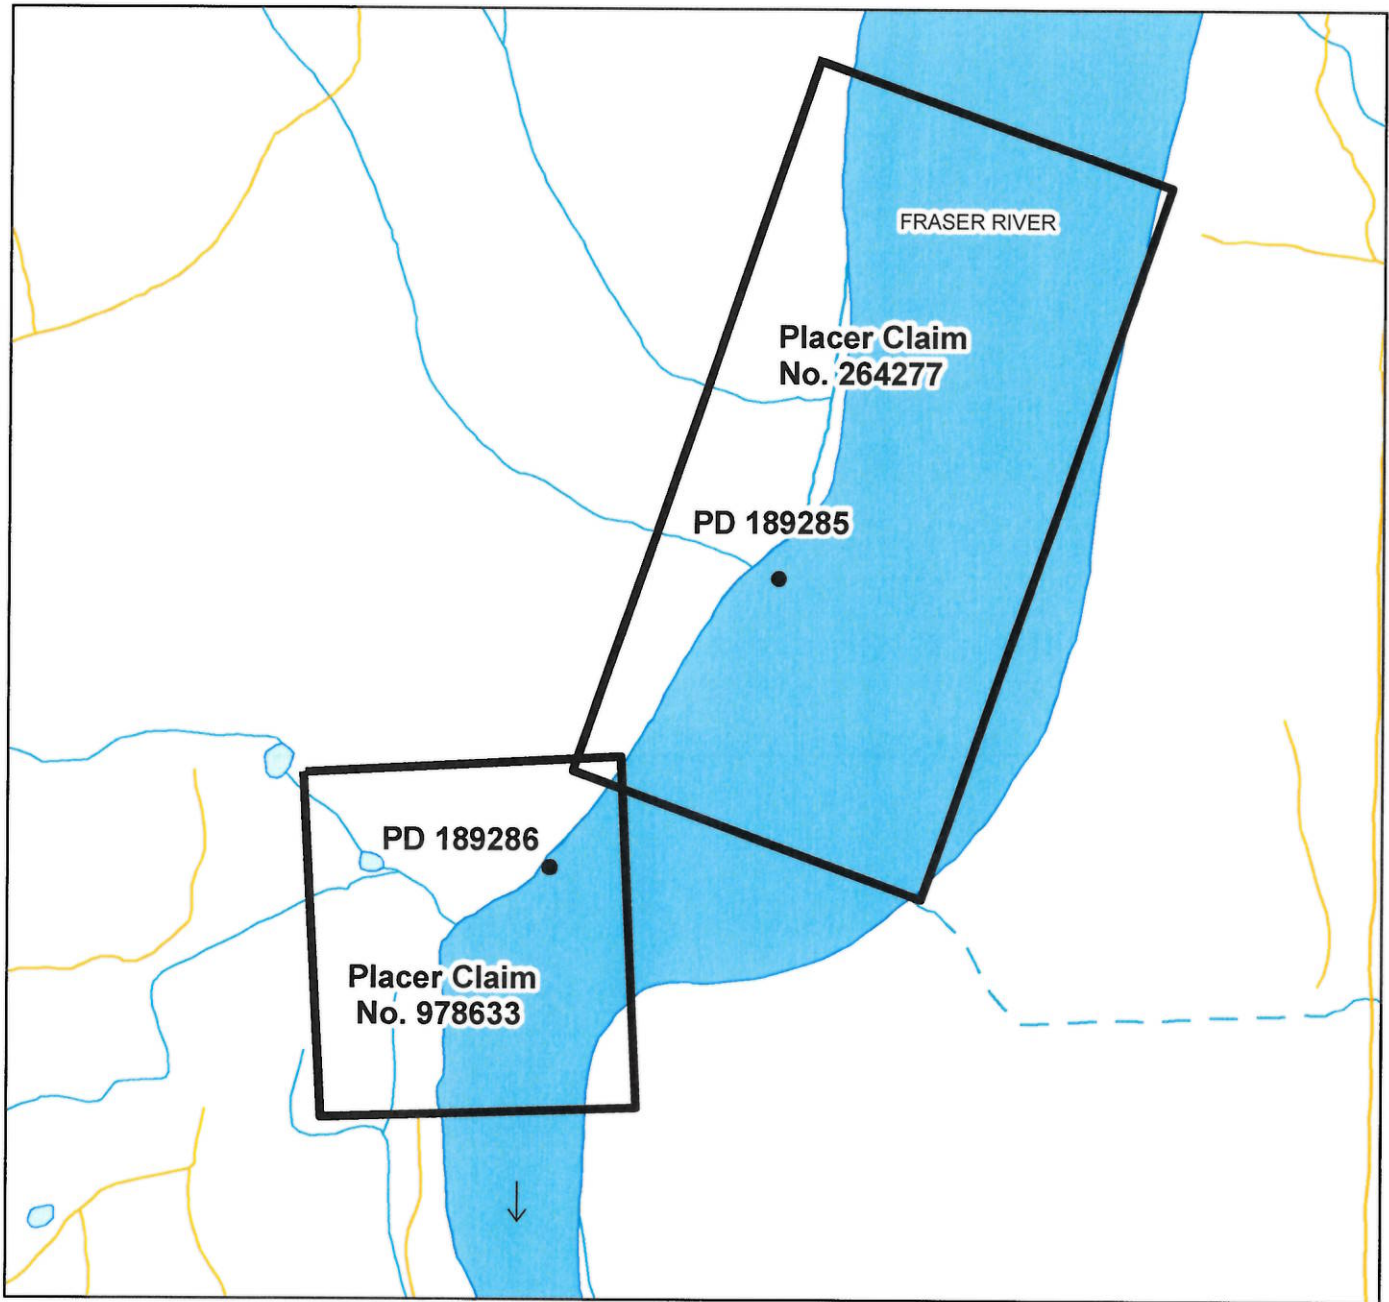 FRASER RIVER
Placer Claim
No. 264277
PD 189285
PD 189286
Placer Claim
No. 978633